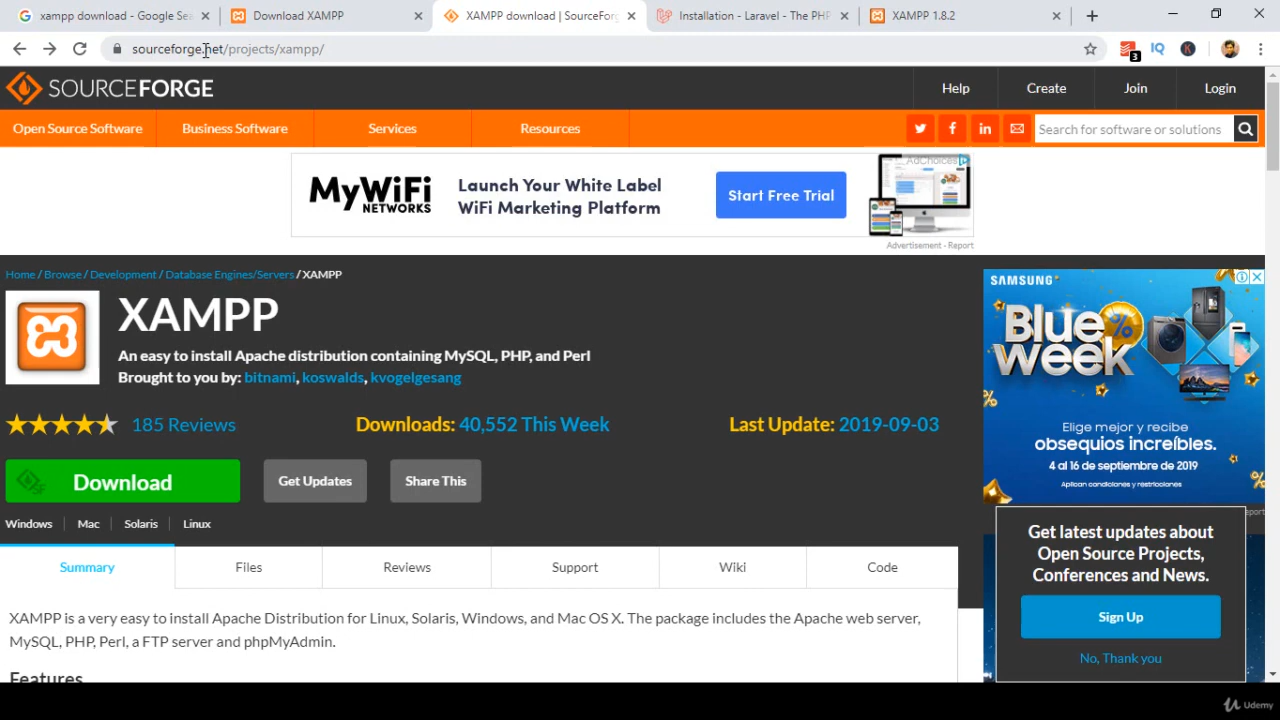 xampp download - Google Sea
Download XAMPP
XAMPP download | SourceForg
Installation - Laravel - The PHP
XAMPP 1.8.2
sourceforge.net/projects/xampp/
3
IQ
K
SOURCEFORGE
Help
Create
Join
Login
Open Source Software
Business Software
Services
Resources
Search for software or solutions
MyWiFi
NETWORKS
Launch Your White Label
WiFi Marketing Platform
Start Free Trial
AdChoices
Advertisement - Report
Home / Browse / Development / Database Engines/Servers / XAMPP
XAMPP
An easy to install Apache distribution containing MySQL, PHP, and Perl
Brought to you by: bitnami, koswalds, kvogelgesang
185 Reviews
Downloads: 40,552 This Week
Last Update: 2019-09-03
Download
Get Updates
Share This
Windows
Mac
Solaris
Linux
Summary
Files
Reviews
Support
Wiki
Code
XAMPP is a very easy to install Apache Distribution for Linux, Solaris, Windows, and Mac OS X. The package includes the Apache web server,
MySQL, PHP, Perl, a FTP server and phpMyAdmin.
Features
SAMSUNG
Blue %
week
Elige mejor y recibe
obsequios increíbles.
4 al 16 de septiembre de 2019
Aplican condiciones y restricciones
eport
Get latest updates about
Open Source Projects,
Conferences and News.
Sign Up
No, Thank you
Udemy